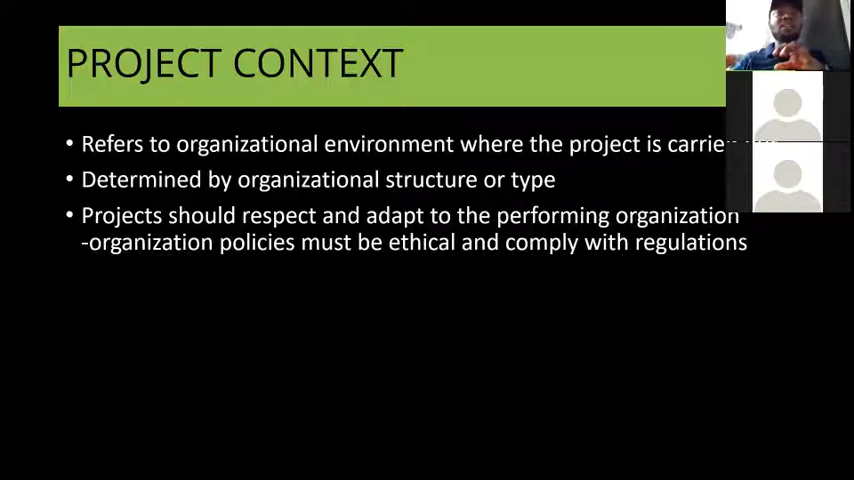 PROJECT CONTEXT
• Refers to organizational environment where the project is
• Determined by organizational structure or type
• Projects should respect and adapt to the performing organization
-organization policies must be ethical and comply with regulations